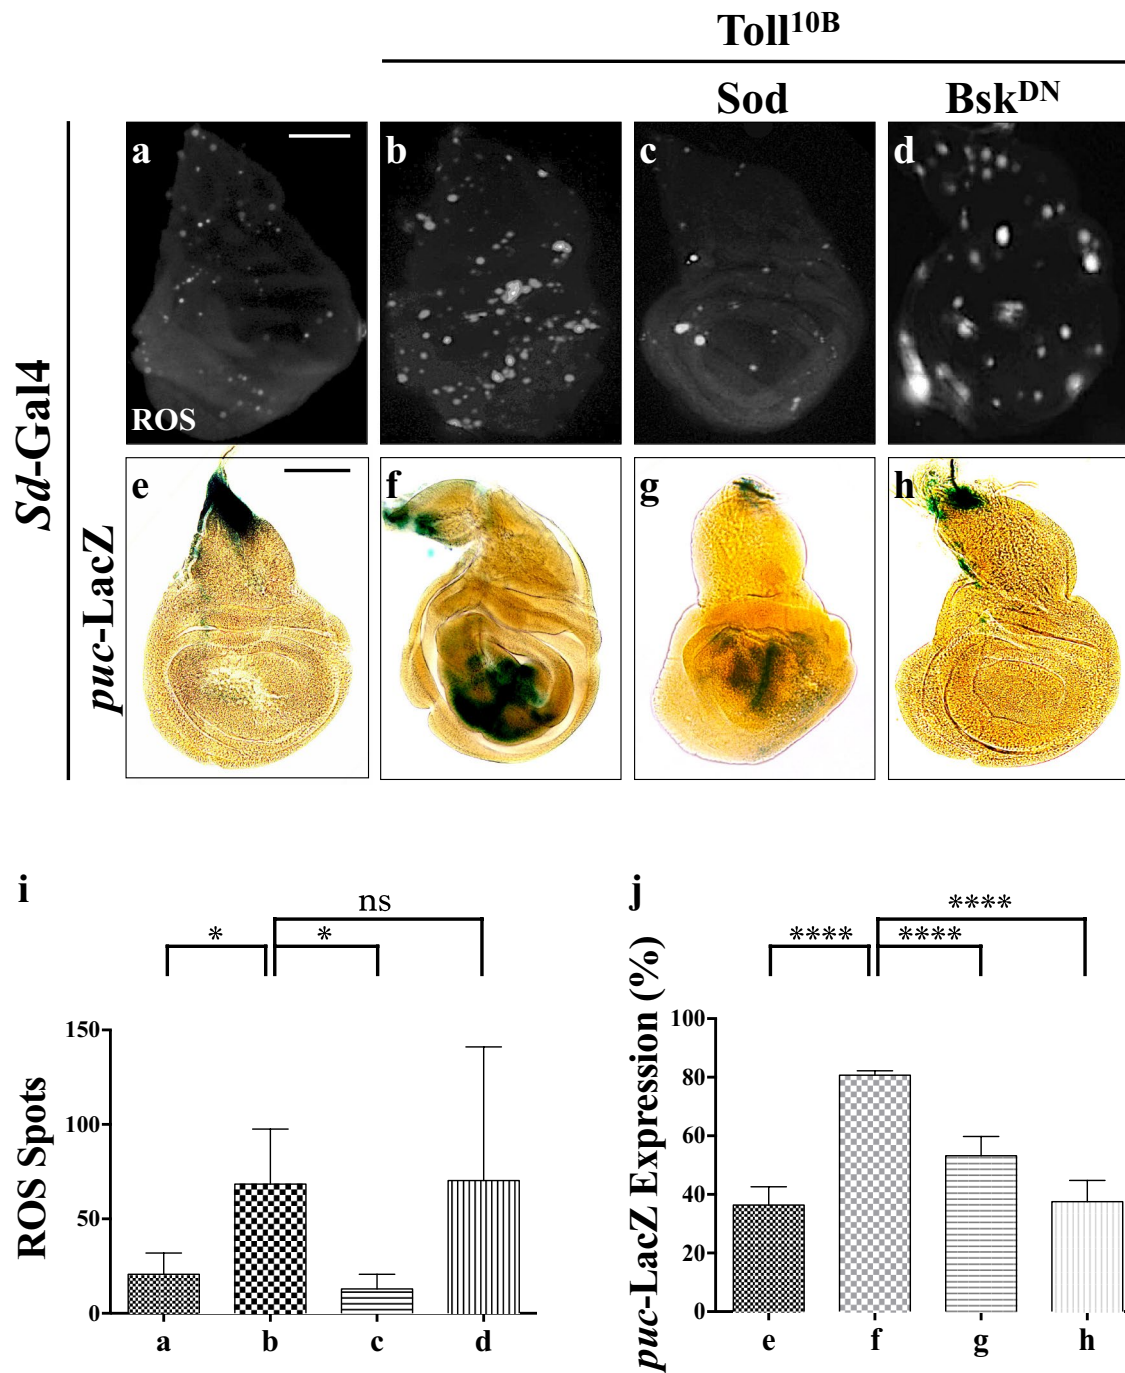 Toll10B
Sod BskDN
Sd-Gal4
puc-LacZ
a b c d
ROS
e f g h
i
ns
* *
150
100
50
0
ROS Spots
a b c d
j
****
**** ****
100
80
60
40
20
0
puc-LacZ Expression (%)
e f g h